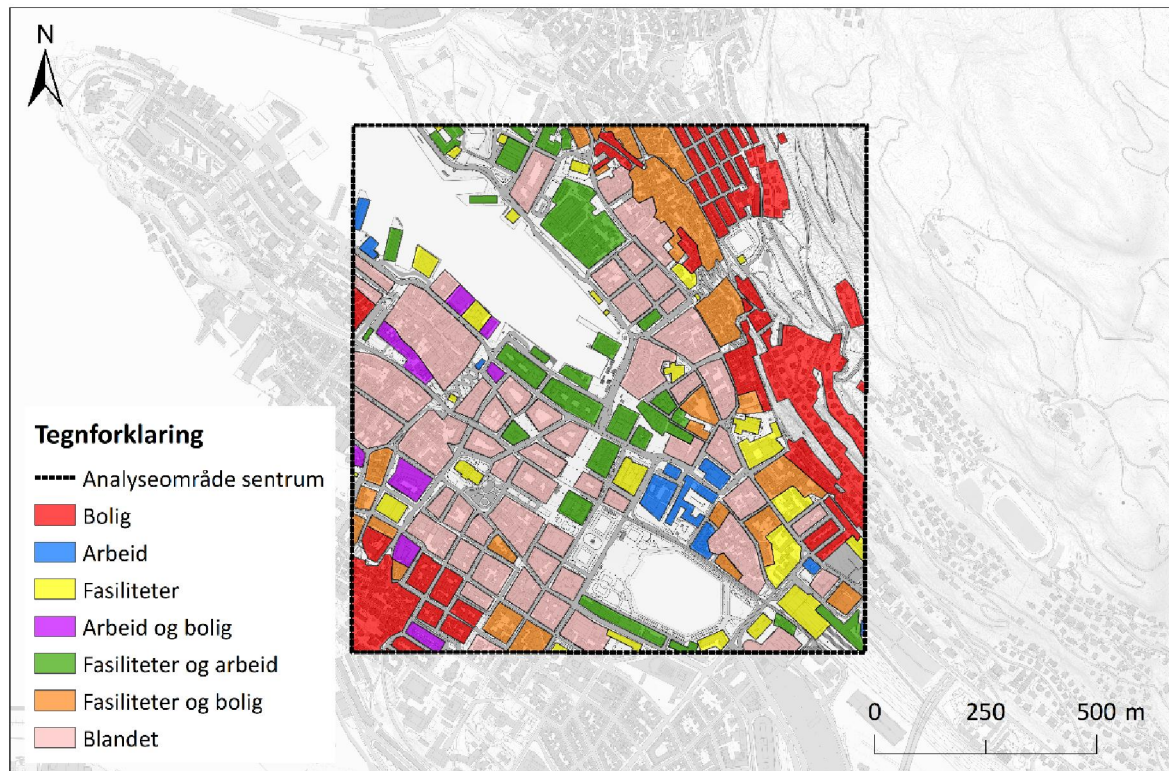 N
Tegnforklaring
Analyseområde sentrum
Bolig
Arbeid
Fasiliteter
Arbeid og bolig
Fasiliteter og arbeid
Fasiliteter og bolig
Blandet
0 250 500 m